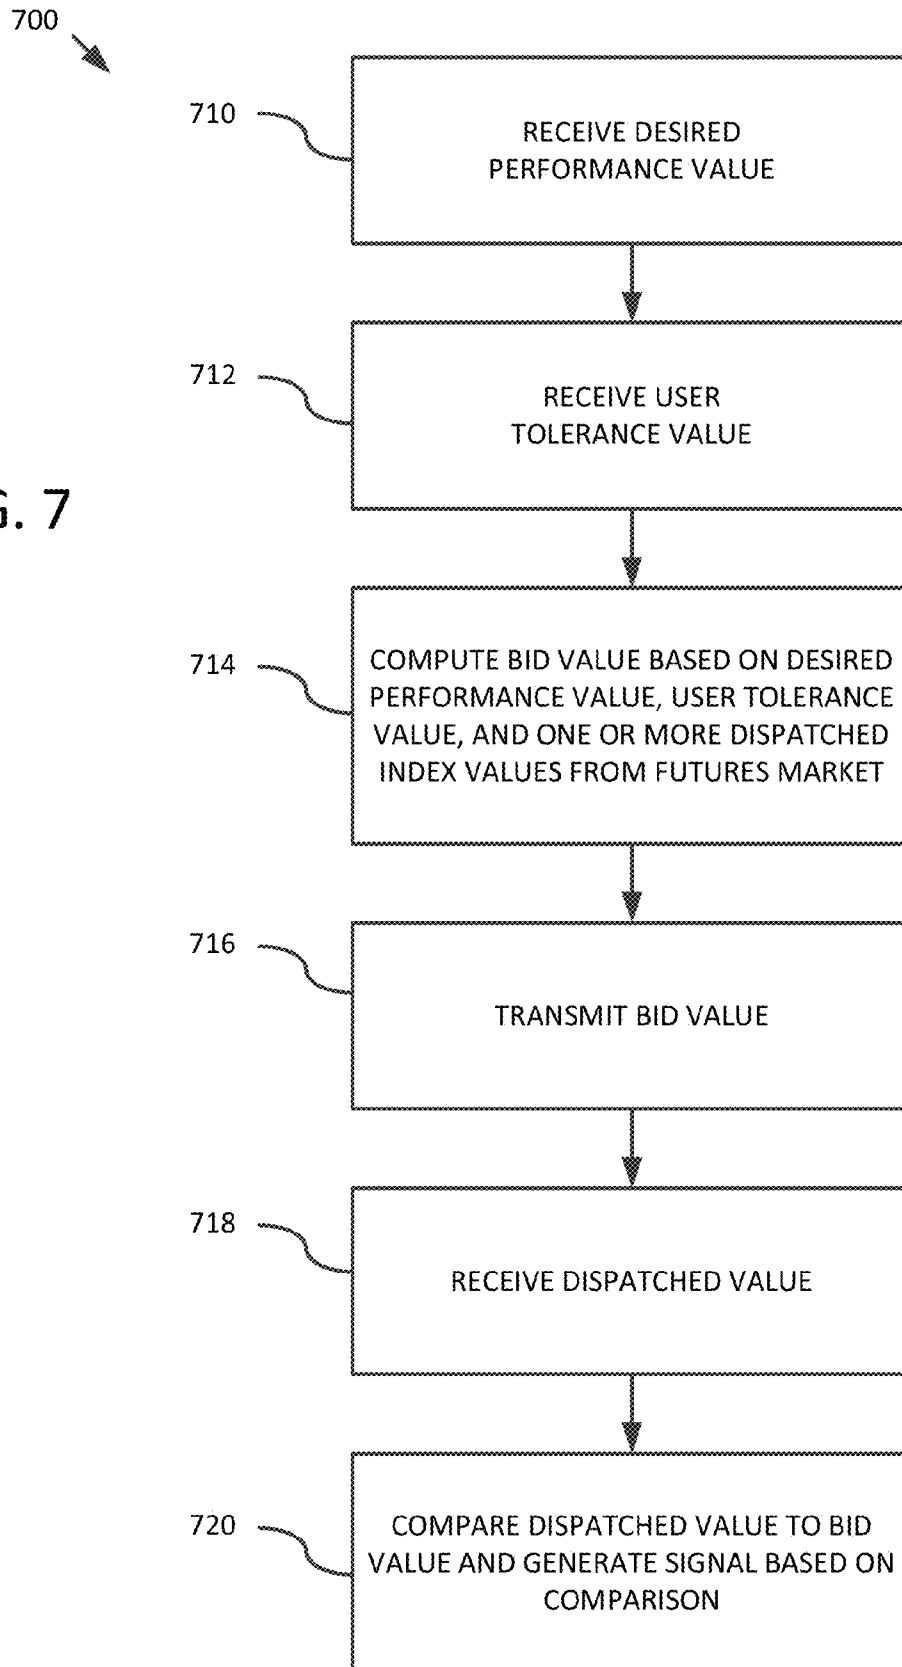 700
710
RECEIVE DESIRED
PERFORMANCE VALUE
712
RECEIVE USER
TOLERANCE VALUE
G. 7
714
COMPUTE BID VALUE BASED ON DESIRED
PERFORMANCE VALUE, USER TOLERANCE
VALUE, AND ONE OR MORE DISPATCHED
INDEX VALUES FROM FUTURES MARKET
716
TRANSMIT BID VALUE
718
RECEIVE DISPATCHED VALUE
720
COMPARE DISPATCHED VALUE TO BID
VALUE AND GENERATE SIGNAL BASED ON
COMPARISON